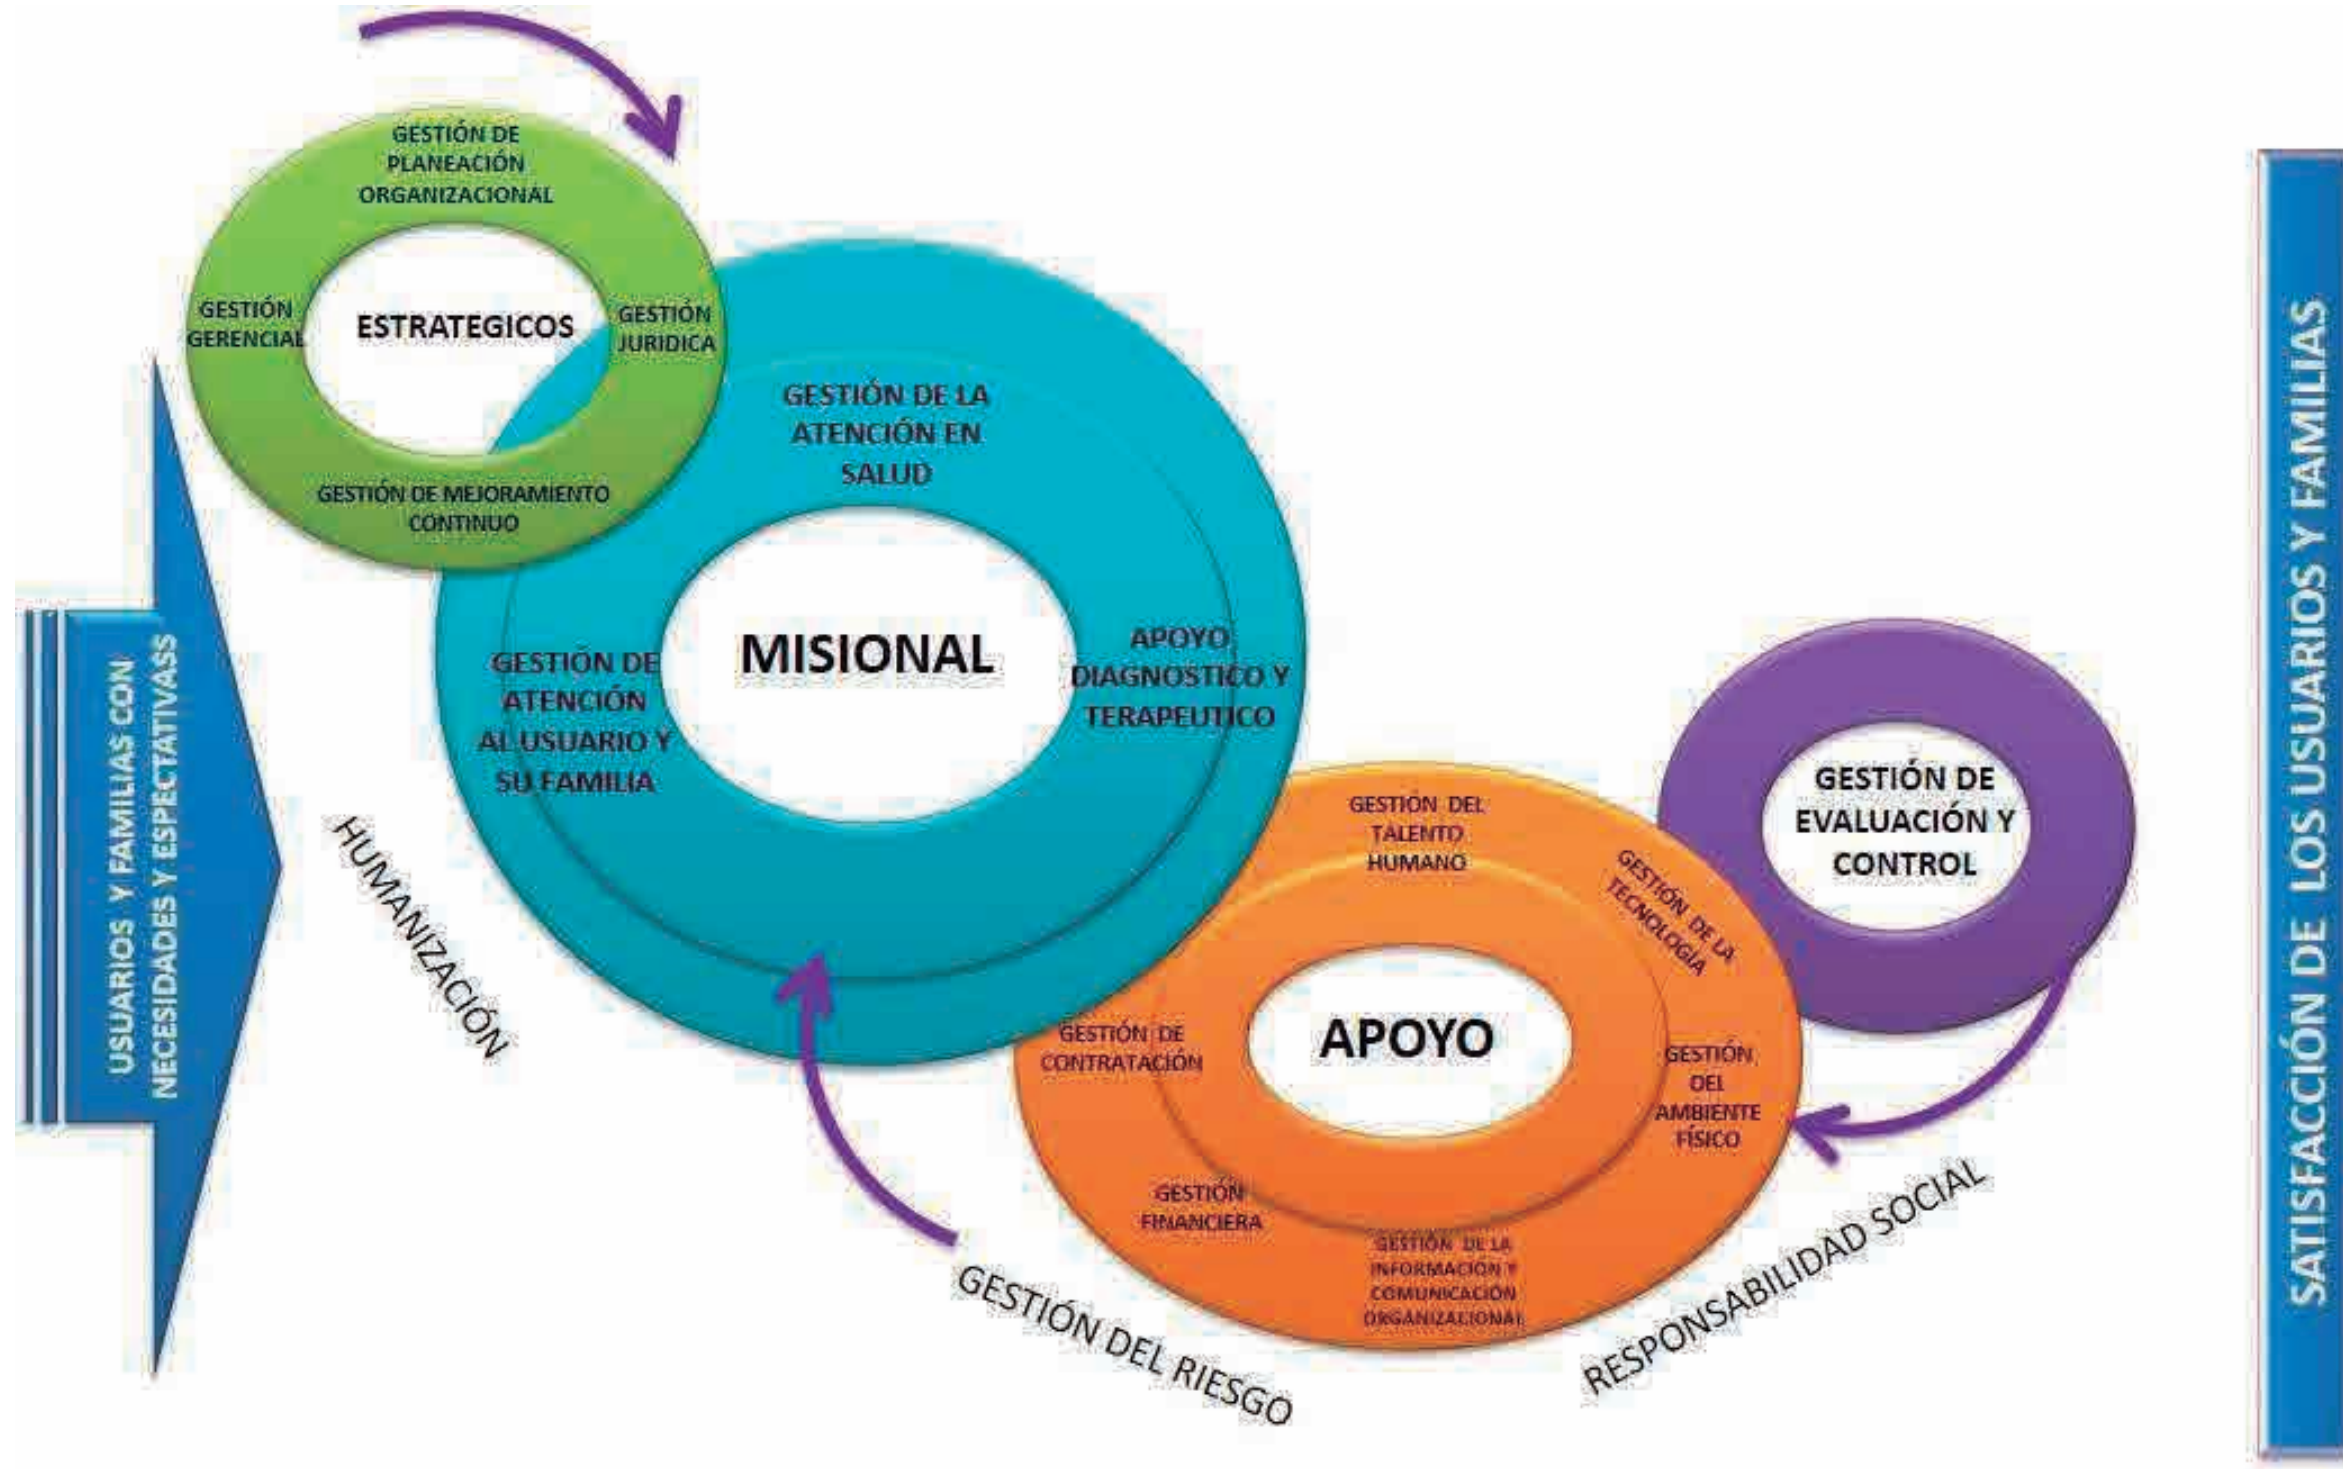 GESTIÓN DE
PLANEACIÓN
ORGANIZACIONAL
GESTIÓN
GERENCIAL
ESTRATEGICOS
GESTIÓN
JURIDICA
GESTIÓN DE MEJORAMIENTO
CONTINUO
USUARIOS Y FAMILIAS CON
NECESIDADES Y ESPECTATIVASS
GESTIÓN DE LA
ATENCIÓN EN
SALUD
MISIONAL
GESTIÓN DE
ATENCIÓN
AL USUARIO Y
SU FAMILIA
APOYO
DIAGNOSTICO Y
TERAPEUTICO
HUMANIZACIÓN
GESTIÓN DEL
TALENTO
HUMANO
GESTIÓN DE LA
TECNOLOGÍA
GESTIÓN DE
CONTRATACIÓN
APOYO
GESTIÓN
DEL
AMBIENTE
FÍSICO
GESTIÓN
FINANCIERA
GESTIÓN DE LA
INFORMACIÓN Y
COMUNICACIÓN
ORGANIZACIONAL
GESTIÓN DE
EVALUACIÓN Y
CONTROL
GESTIÓN DEL RIESGO
RESPONSABILIDAD SOCIAL
SATISFACCIÓN DE LOS USUARIOS Y FAMILIAS